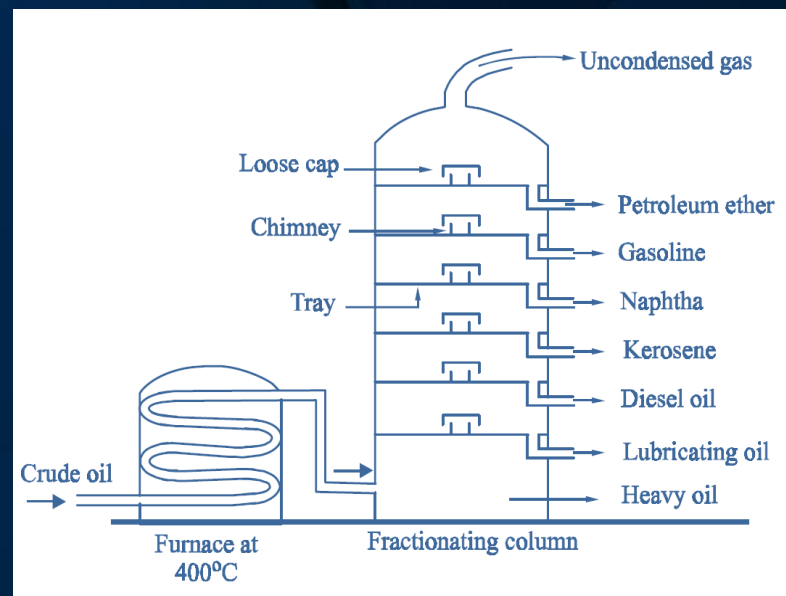 Uncondensed gas
Loose cap
Petroleum ether
Chimney
Gasoline
Tray
Naphtha
Kerosene
Diesel oil
Lubricating oil
Crude oil
Heavy oil
Furnace at
400°C
Fractionating column